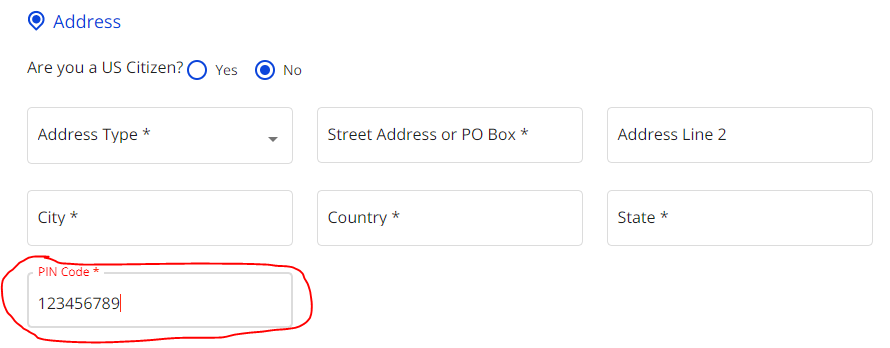 Address
Are you a US Citizen? Yes No
Address Type * Street Address or PO Box * Address Line 2
City * Country * State *
PIN Code *
123456789